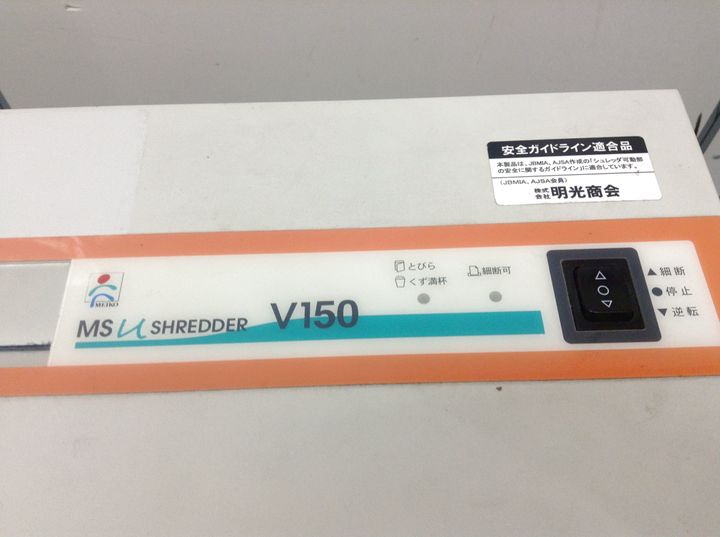 安全ガイドライン適合品
本製品は、JBMIA、AJSA作成の「シュレッダ可動部
の安全に関するガイドライン」に適合しています。
(JBMIA、AJSA会員)
株式会社 明光商会
MEIKO
MS U SHREDDER V150
とびら
くず満杯
細断可
▲ 細断
● 停止
▼ 逆転